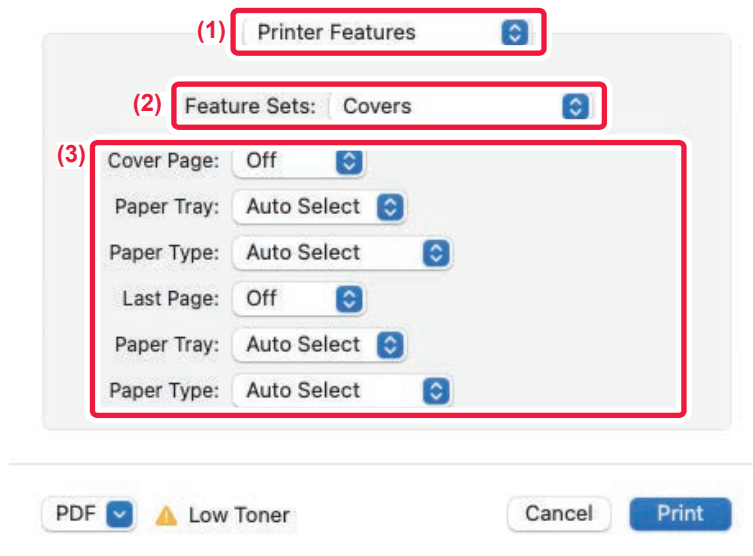 (1) Printer Features
(2) Feature Sets: Covers
(3) Cover Page: Off
Paper Tray: Auto Select
Paper Type: Auto Select
Last Page: Off
Paper Tray: Auto Select
Paper Type: Auto Select
PDF Low Toner Cancel Print